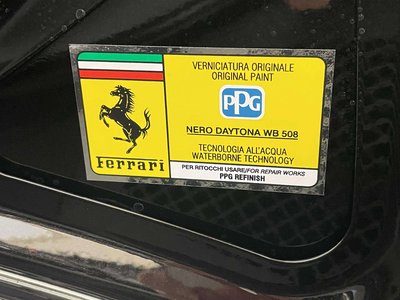 VERNICIATURA ORIGINALE
ORIGINAL PAINT
PPG
NERO DAYTONA WB 508
TECNOLOGIA ALL'ACQUA
WATERBORNE TECHNOLOGY
Ferrari
PER RITOCCHI USARE/FOR REPAIR WORKS
PPG REFINISH